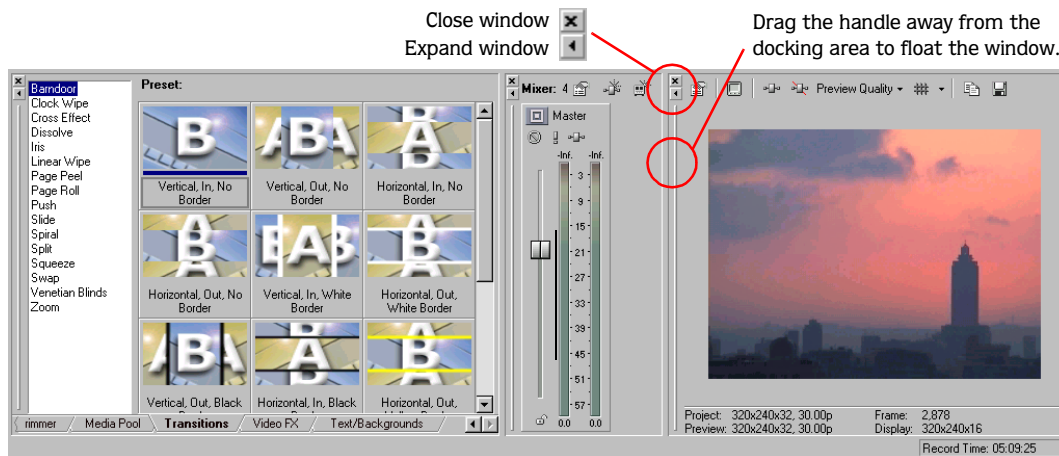 Close window
Expand window
Drag the handle away from the
docking area to float the window.
Barndoor
Clock Wipe
Cross Effect
Dissolve
Iris
Linear Wipe
Page Peel
Page Roll
Push
Slide
Spiral
Split
Squeeze
Swap
Venetian Blinds
Zoom
Preset:
Vertical, In, No
Border
Vertical, Out, No
Border
Horizontal, In, No
Border
Horizontal, Out, No
Border
Vertical, In, White
Border
Horizontal, Out,
White Border
Vertical, Out, Black
Horizontal, In, Black
Horizontal, Out,
rimmer
Media Pool
Transitions
Video FX
Text/Backgrounds
Mixer: 4
Master
-Inf. -Inf.
3
9
15
21
27
33
39
45
51
57
0.0 0.0
Preview Quality
Project: 320x240x32, 30.00p Frame: 2,878
Preview: 320x240x32, 30.00p Display: 320x240x16
Record Time: 05:09:25